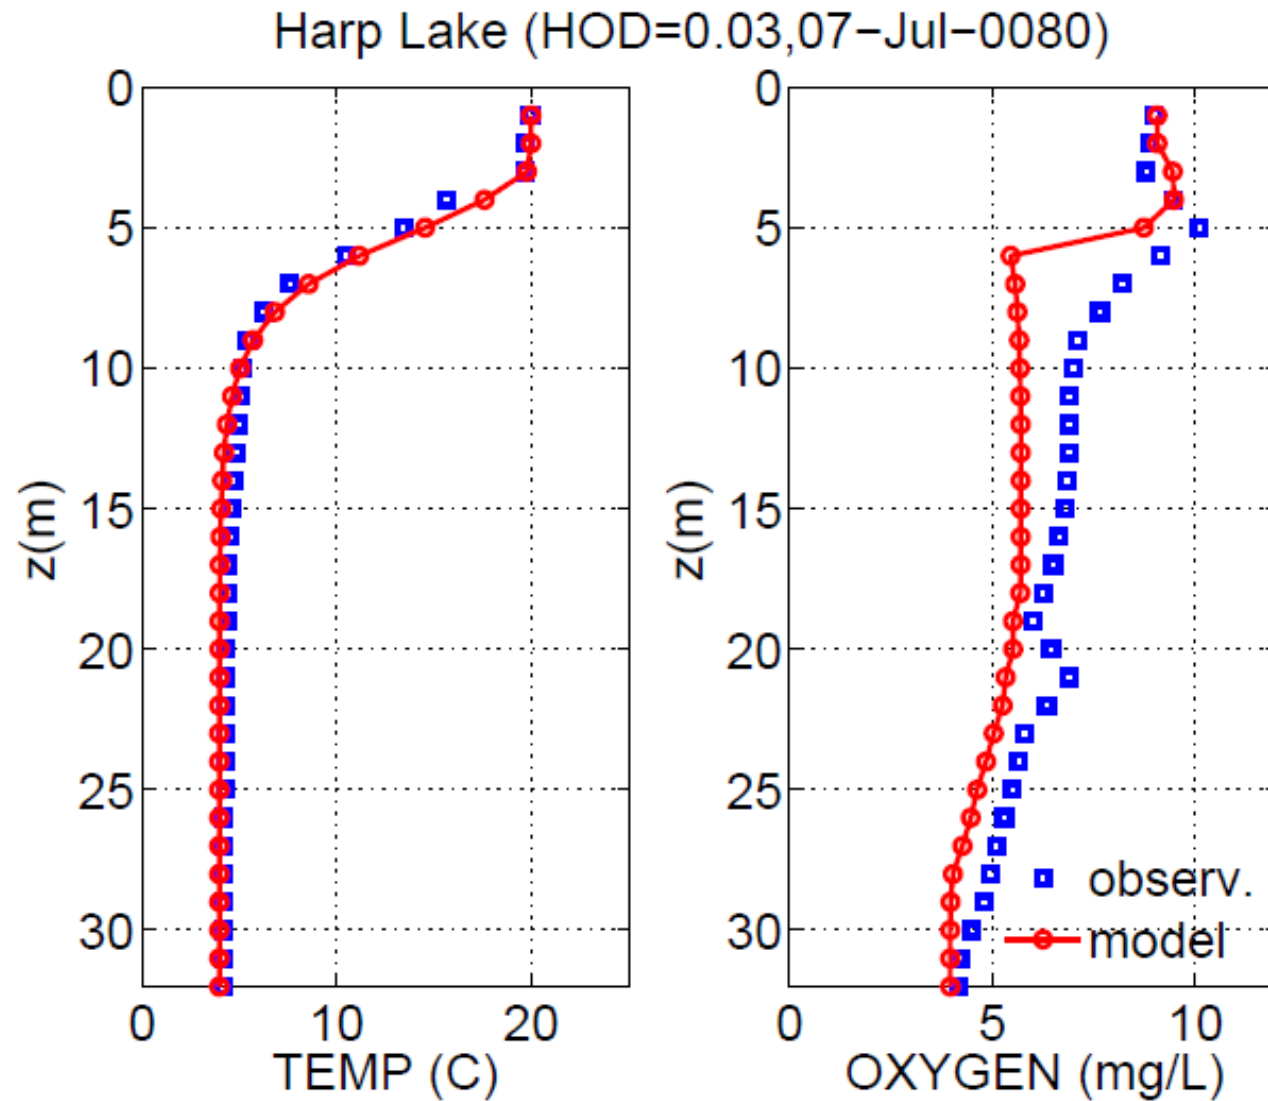 Harp Lake (HOD=0.03,07−Jul−0080)
0
5
10
15
20
25
30
z(m)
0 10 20
TEMP (C)
0
5
10
15
20
25
30
z(m)
observ.
model
0 5 10
OXYGEN (mg/L)